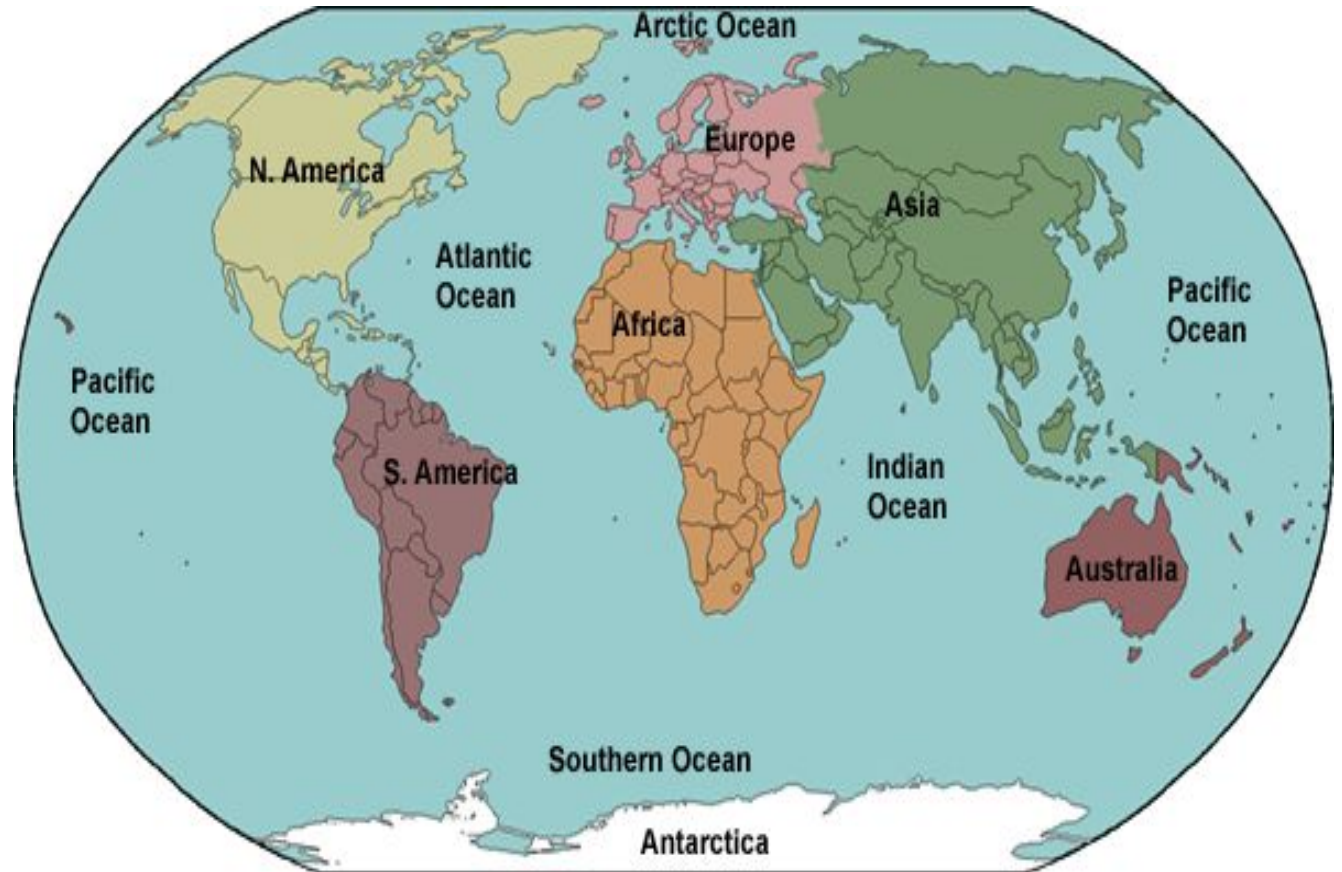 Arctic Ocean
Europe
N. America
Asia
Atlantic
Ocean
Pacific
Ocean
Africa
Pacific
Ocean
S. America
Indian
Ocean
Australia
Southern Ocean
Antarctica